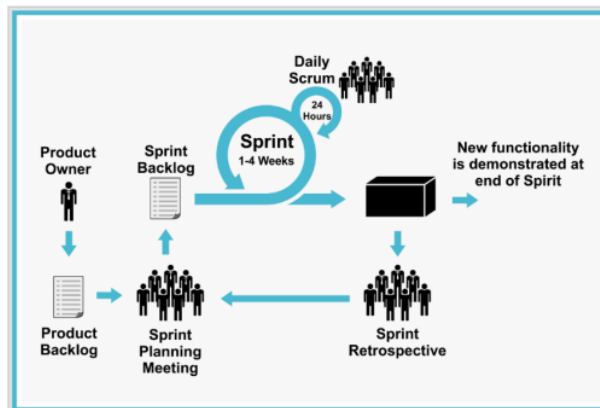 Daily
Scrum
24
Hours
Sprint
1-4 Weeks
Product
Owner
Sprint
Backlog
New functionality
is demonstrated at
end of Spirit
Product
Backlog
Sprint
Planning
Meeting
Sprint
Retrospective